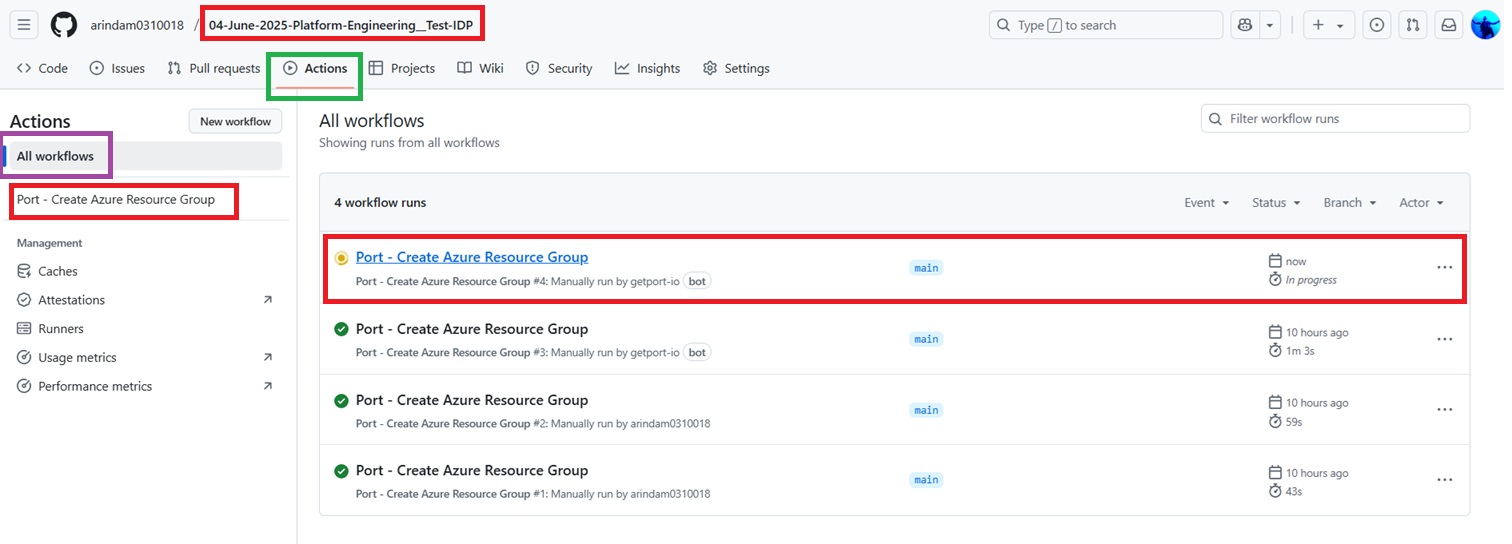 arindam0310018 / 04-June-2025-Platform-Engineering__Test-IDP
Type / to search
Code Issues Pull requests Actions Projects Wiki Security Insights Settings
Actions
New workflow
All workflows
Port - Create Azure Resource Group
Management
Caches
Attestations
Runners
Usage metrics
Performance metrics
All workflows
Showing runs from all workflows
Filter workflow runs
4 workflow runs
Event Status Branch Actor
Port - Create Azure Resource Group
Port - Create Azure Resource Group #4: Manually run by getport-io bot
main
now
In progress
Port - Create Azure Resource Group
Port - Create Azure Resource Group #3: Manually run by getport-io bot
main
10 hours ago
1m 3s
Port - Create Azure Resource Group
Port - Create Azure Resource Group #2: Manually run by arindam0310018
main
10 hours ago
59s
Port - Create Azure Resource Group
Port - Create Azure Resource Group #1: Manually run by arindam0310018
main
10 hours ago
43s